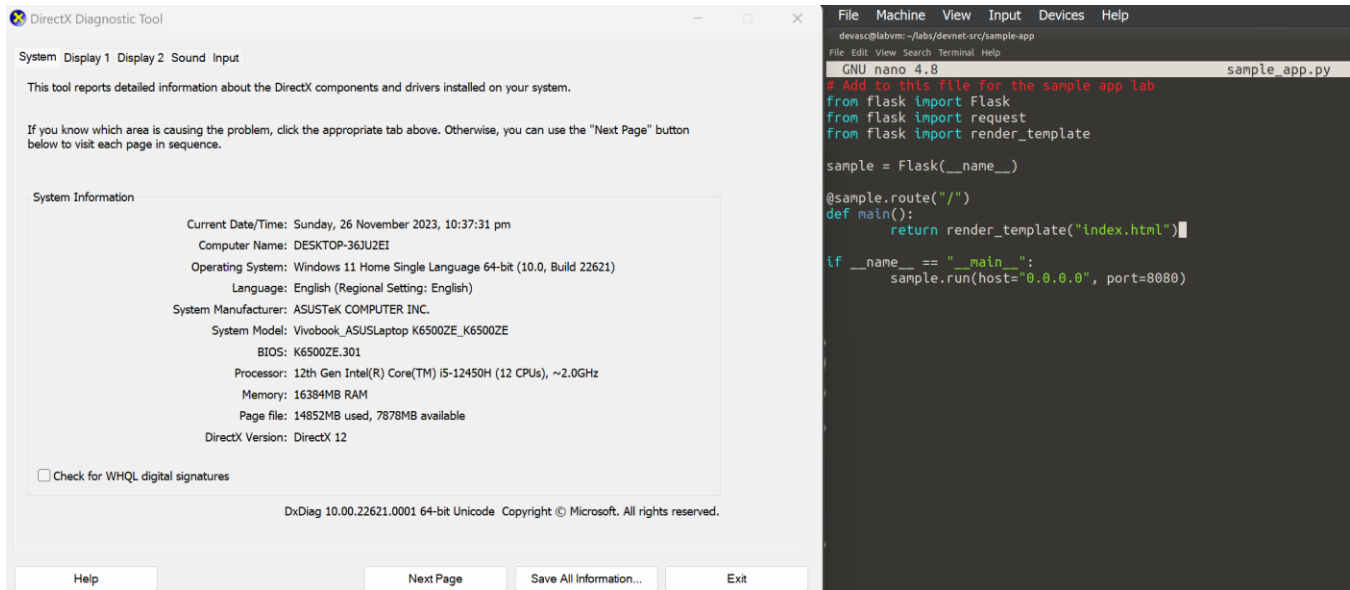 DirectX Diagnostic Tool
System Display 1 Display 2 Sound Input
This tool reports detailed information about the DirectX components and drivers installed on your system.
If you know which area is causing the problem, click the appropriate tab above. Otherwise, you can use the "Next Page" button
below to visit each page in sequence.
System Information
Current Date/Time: Sunday, 26 November 2023, 10:37:31 pm
Computer Name: DESKTOP-36JU2EI
Operating System: Windows 11 Home Single Language 64-bit (10.0, Build 22621)
Language: English (Regional Setting: English)
System Manufacturer: ASUSTeK COMPUTER INC.
System Model: Vivobook_ASUSLaptop K6500ZE_K6500ZE
BIOS: K6500ZE.301
Processor: 12th Gen Intel(R) Core(TM) i5-12450H (12 CPUs), ~2.0GHz
Memory: 16384MB RAM
Page file: 14852MB used, 7878MB available
DirectX Version: DirectX 12
Check for WHQL digital signatures
DxDiag 10.00.22621.0001 64-bit Unicode Copyright © Microsoft. All rights reserved.
Help Next Page Save All Information... Exit
File Machine View Input Devices Help
devasc@labvm: ~/labs/devnet-src/sample-app
File Edit View Search Terminal Help
GNU nano 4.8 sample_app.py
# Add to this file for the sample app lab
from flask import Flask
from flask import request
from flask import render_template
sample = Flask(__name__)
@sample.route("/")
def main():
return render_template("index.html")
if __name__ == "__main__":
sample.run(host="0.0.0.0", port=8080)